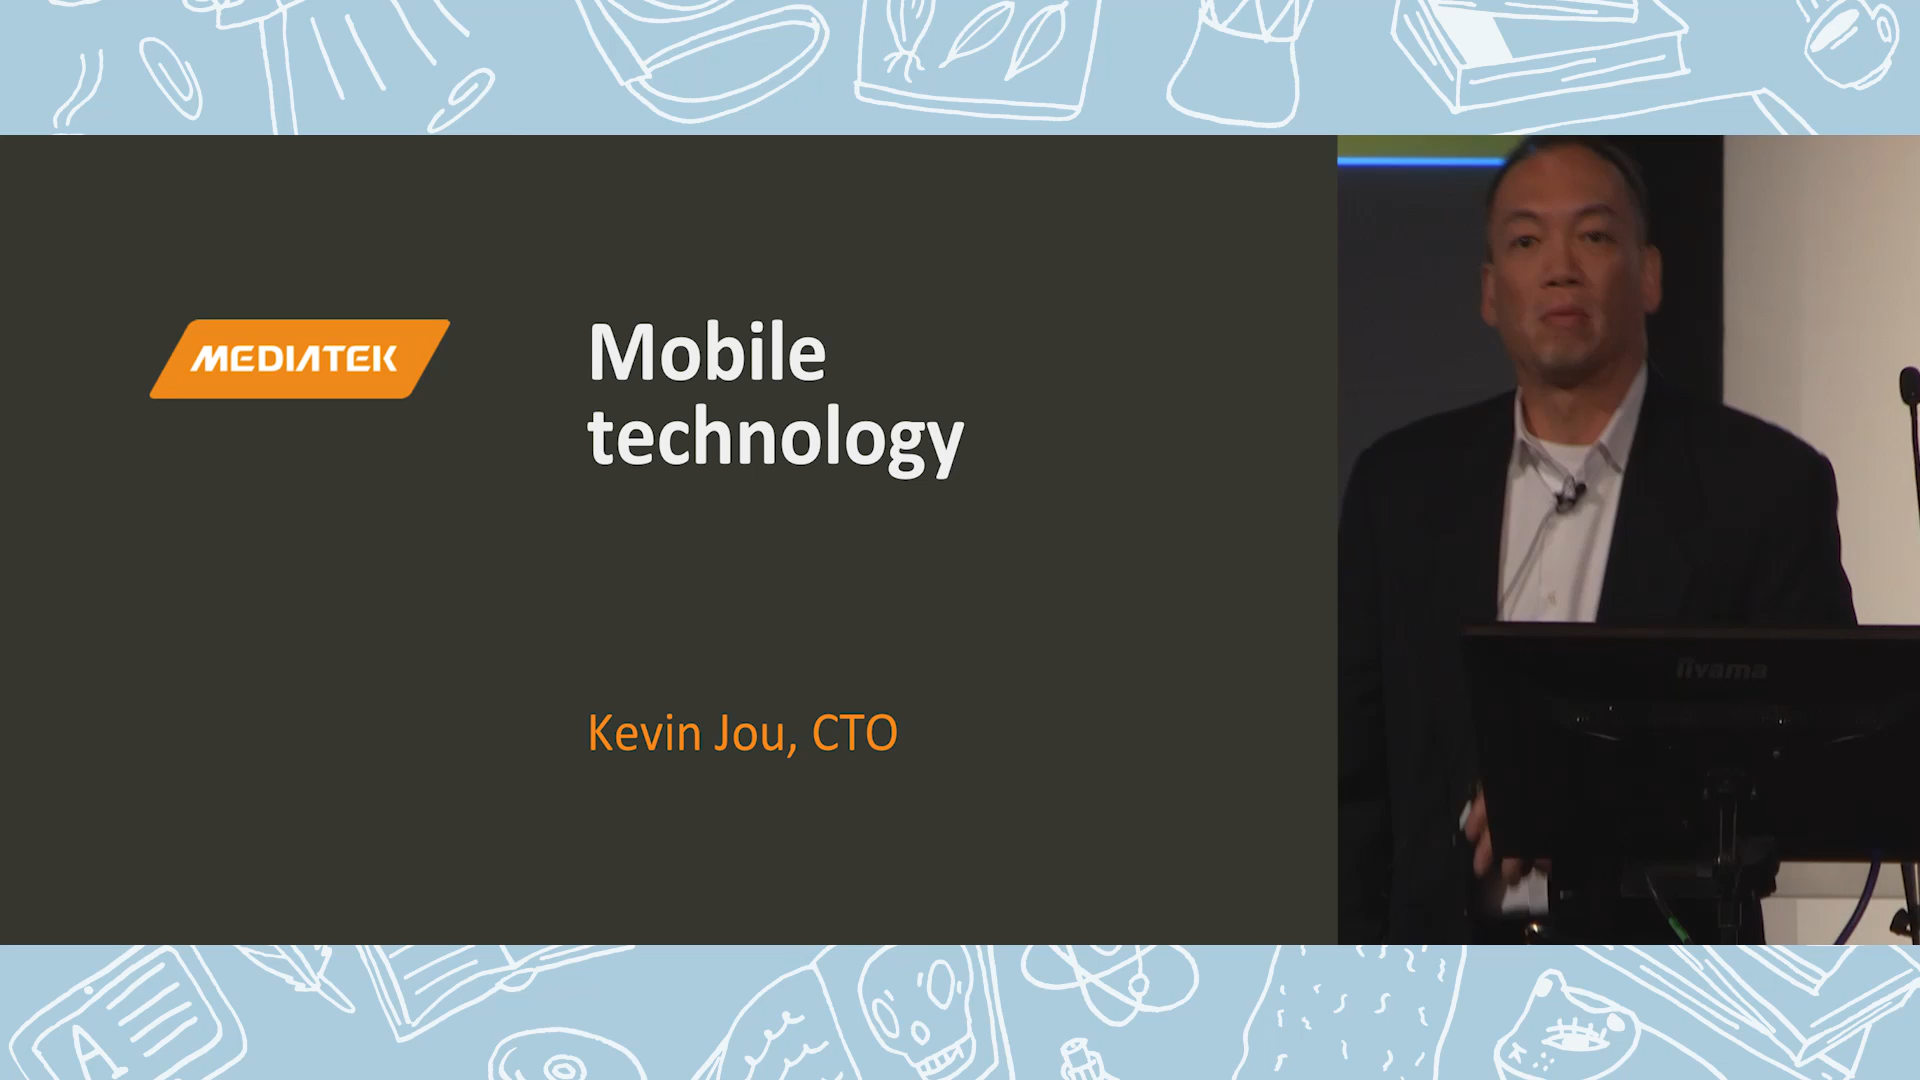 MEDIATEK
Mobile
technology
Kevin Jou, CTO
iiyama
A